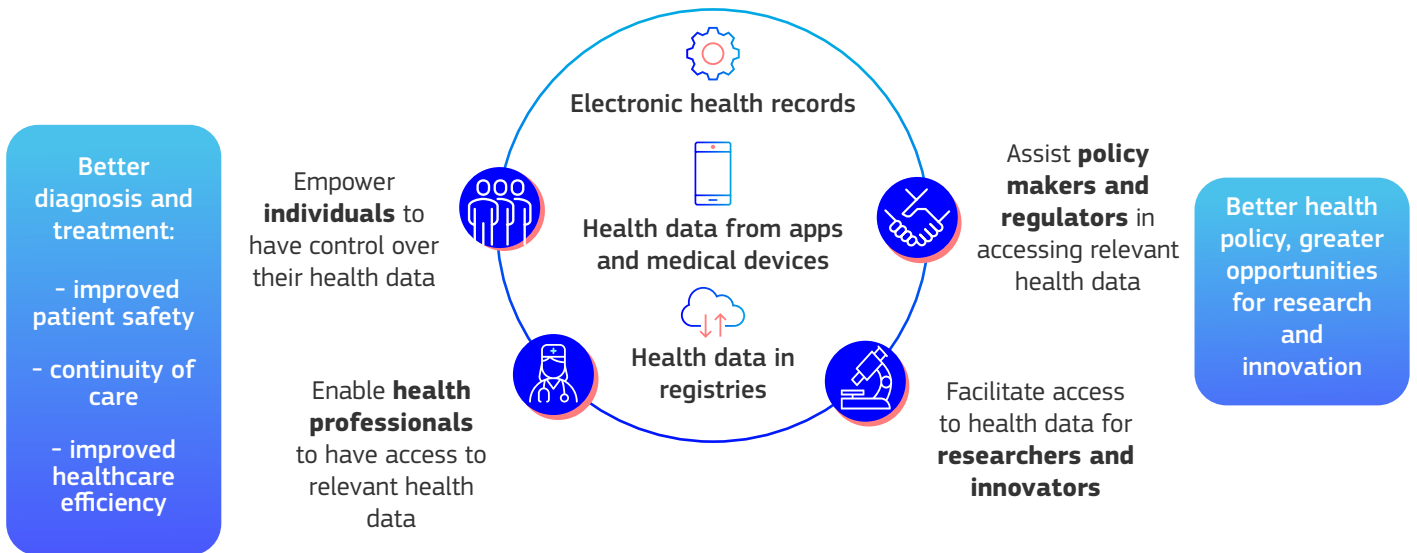 Better
diagnosis and
treatment:
- improved
patient safety
- continuity of
care
- improved
healthcare
efficiency
Empower
individuals to
have control over
their health data
Enable health
professionals
to have access to
relevant health
data
Electronic health records
Health data from apps
and medical devices
Health data in
registries
Assist policy
makers and
regulators in
accessing relevant
health data
Facilitate access
to health data for
researchers and
innovators
Better health
policy, greater
opportunities
for research
and
innovation